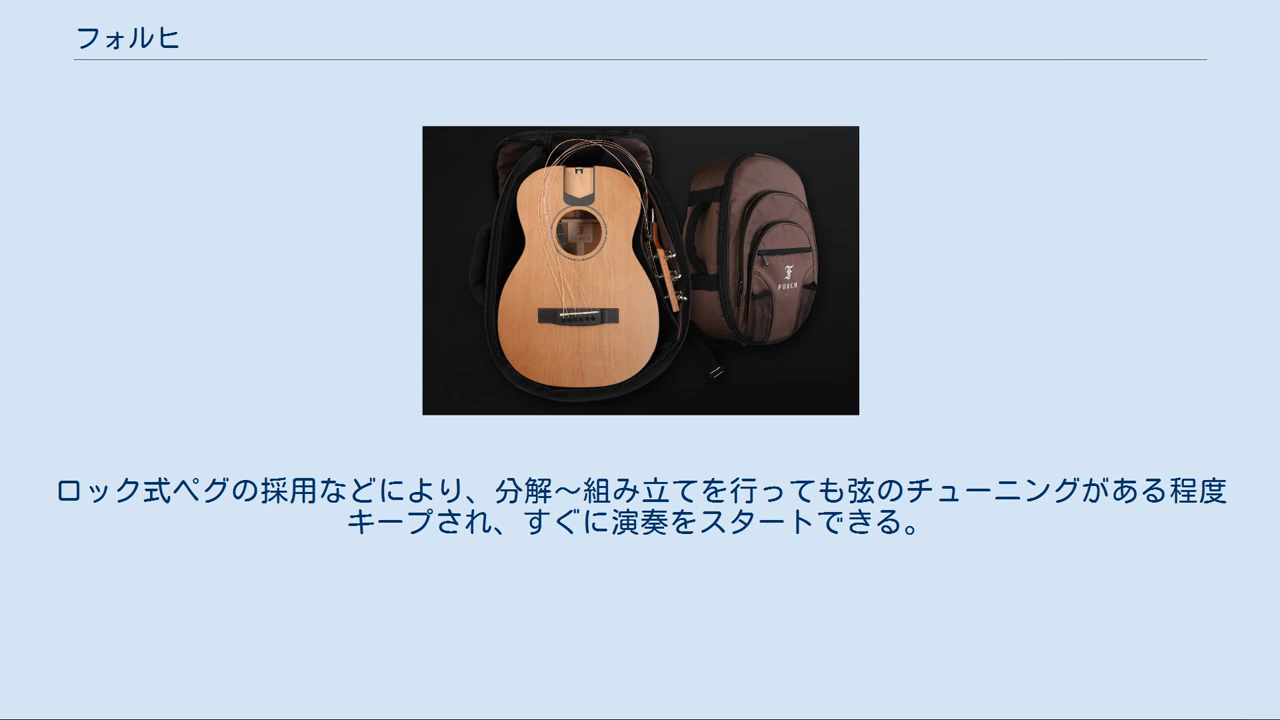 フォルヒ
FURCH
ロック式ペグの採用などにより、分解～組み立てを行っても弦のチューニングがある程度
キープされ、すぐに演奏をスタートできる。